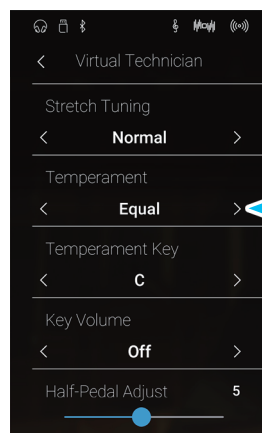 Virtual Technician
Stretch Tuning
Normal
Temperament
Equal
Temperament Key
C
Key Volume
Off
Half-Pedal Adjust 5